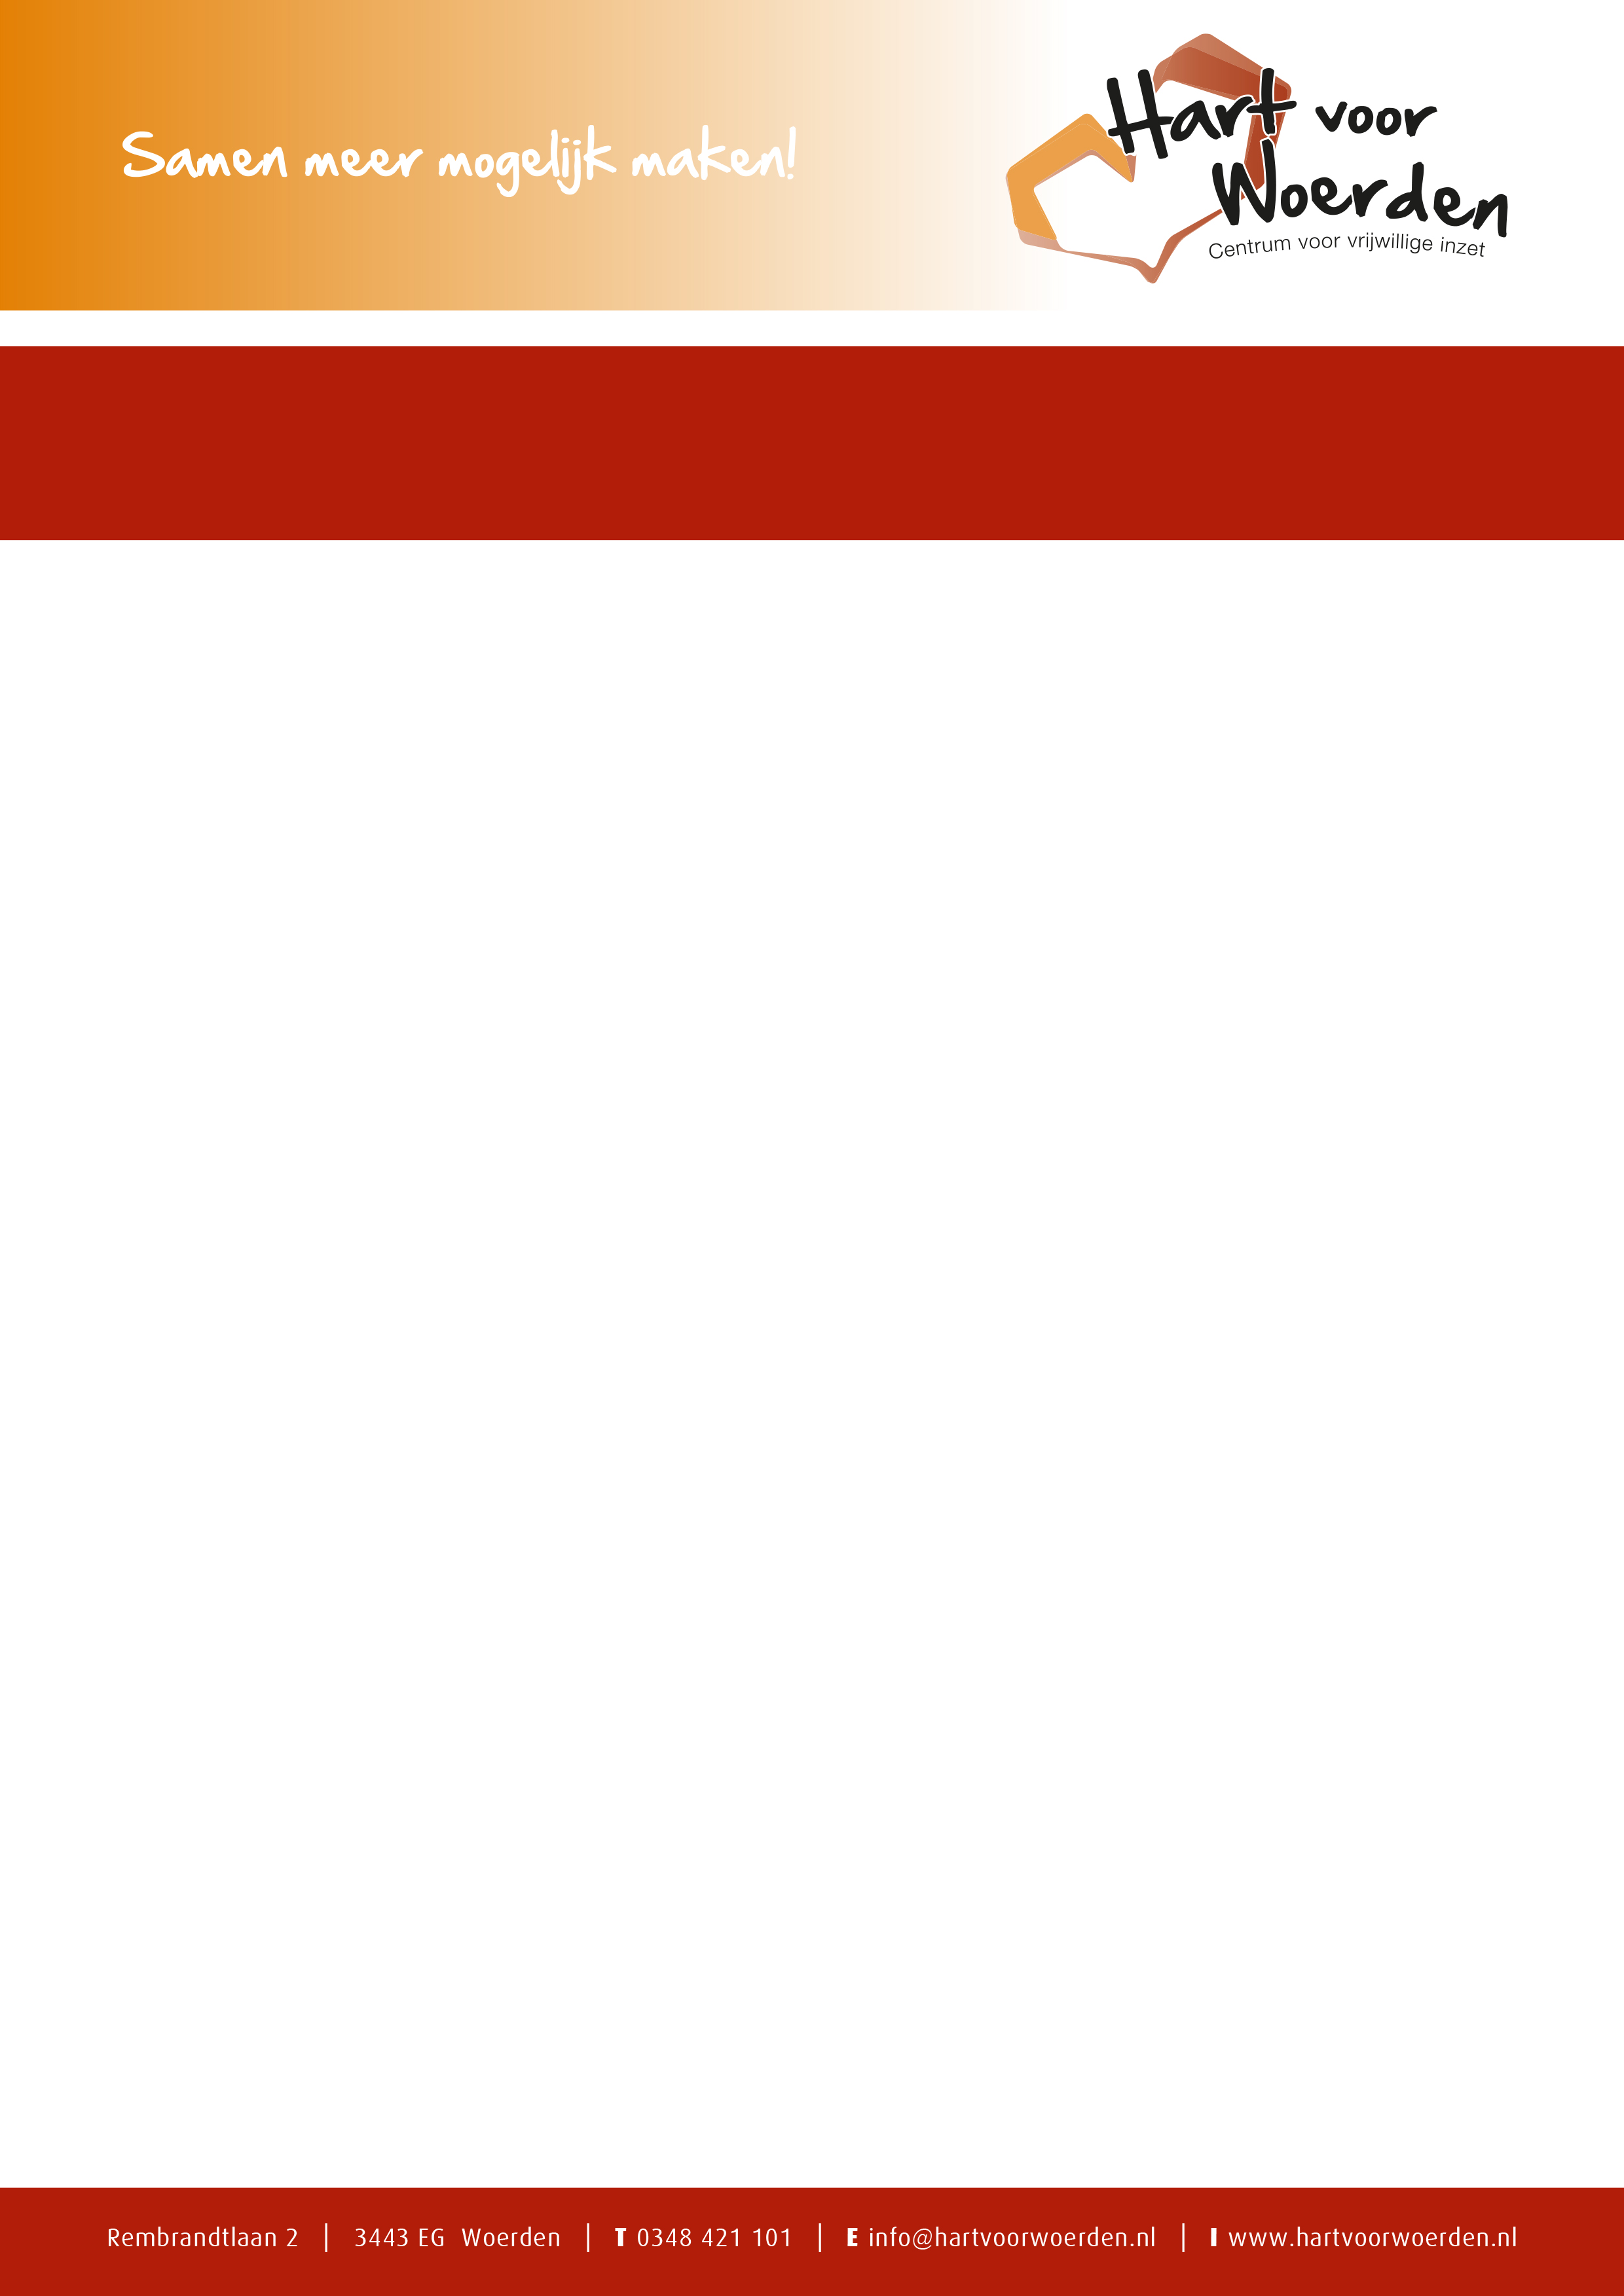 Samen meer mogelijk maken!
Hart voor
Woerden
Centrum voor vrijwillige inzet
Rembrandtlaan 2 | 3443 EG Woerden | T 0348 421 101 | E info@hartvoorwoerden.nl | I www.hartvoorwoerden.nl